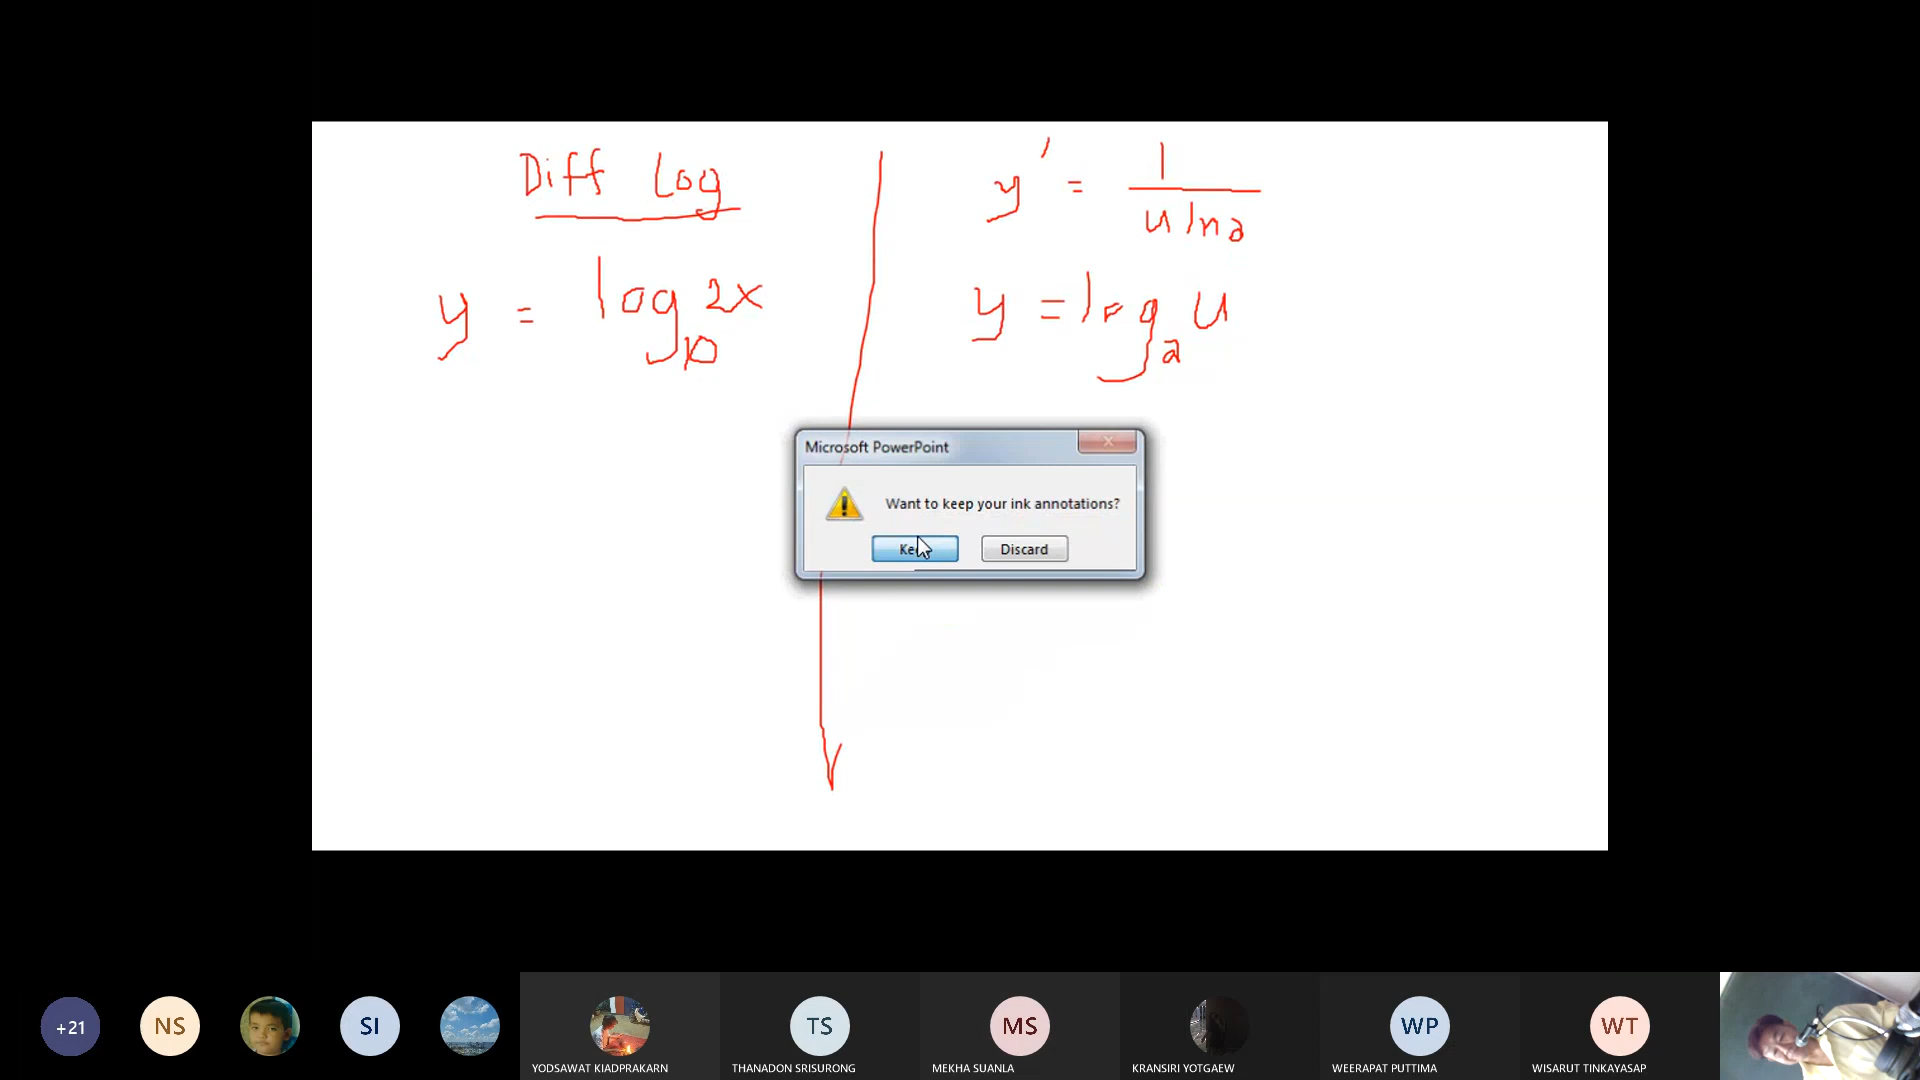 Diff Log
y = log₁₀ 2x
y' = 1 / u ln a
y = logₐ u
Microsoft PowerPoint
Want to keep your ink annotations?
Discard
+21
NS
SI
TS
MS
WP
WT
YODSAWAT KIADPRAKARN
THANADON SRISURONG
MEKHA SUANLA
KRANSIRI YOTGAEW
WEERAPAT PUTTIMA
WISARUT TINKAYASAP